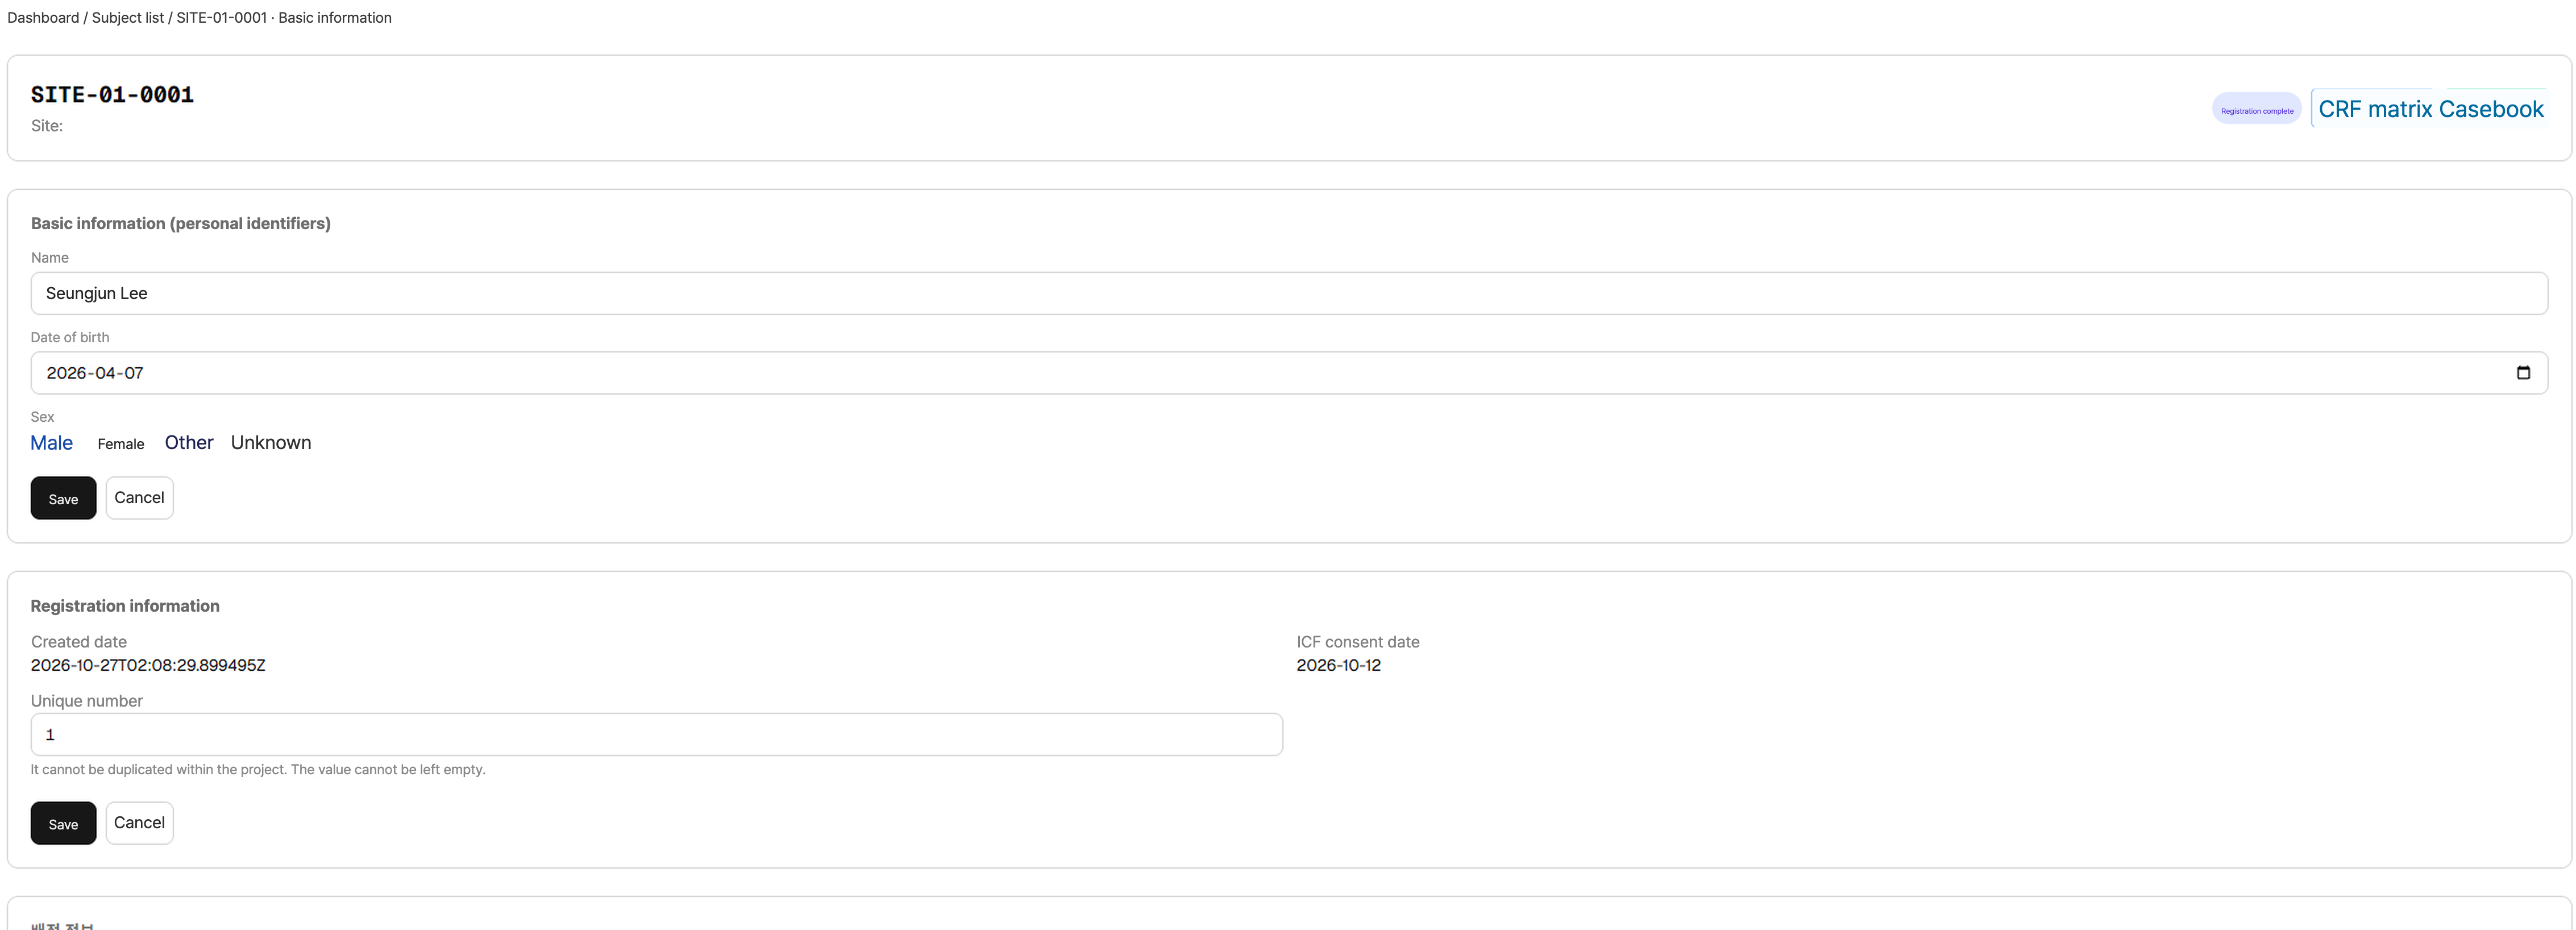 Dashboard / Subject list / SITE-01-0001 · Basic information
SITE-01-0001
Site:
Registration complete
CRF matrix Casebook
Basic information (personal identifiers)
Name
Seungjun Lee
Date of birth
2026-04-07
Sex
Male Female Other Unknown
Save Cancel
Registration information
Created date
2026-10-27T02:08:29.899495Z
ICF consent date
2026-10-12
Unique number
1
It cannot be duplicated within the project. The value cannot be left empty.
Save Cancel